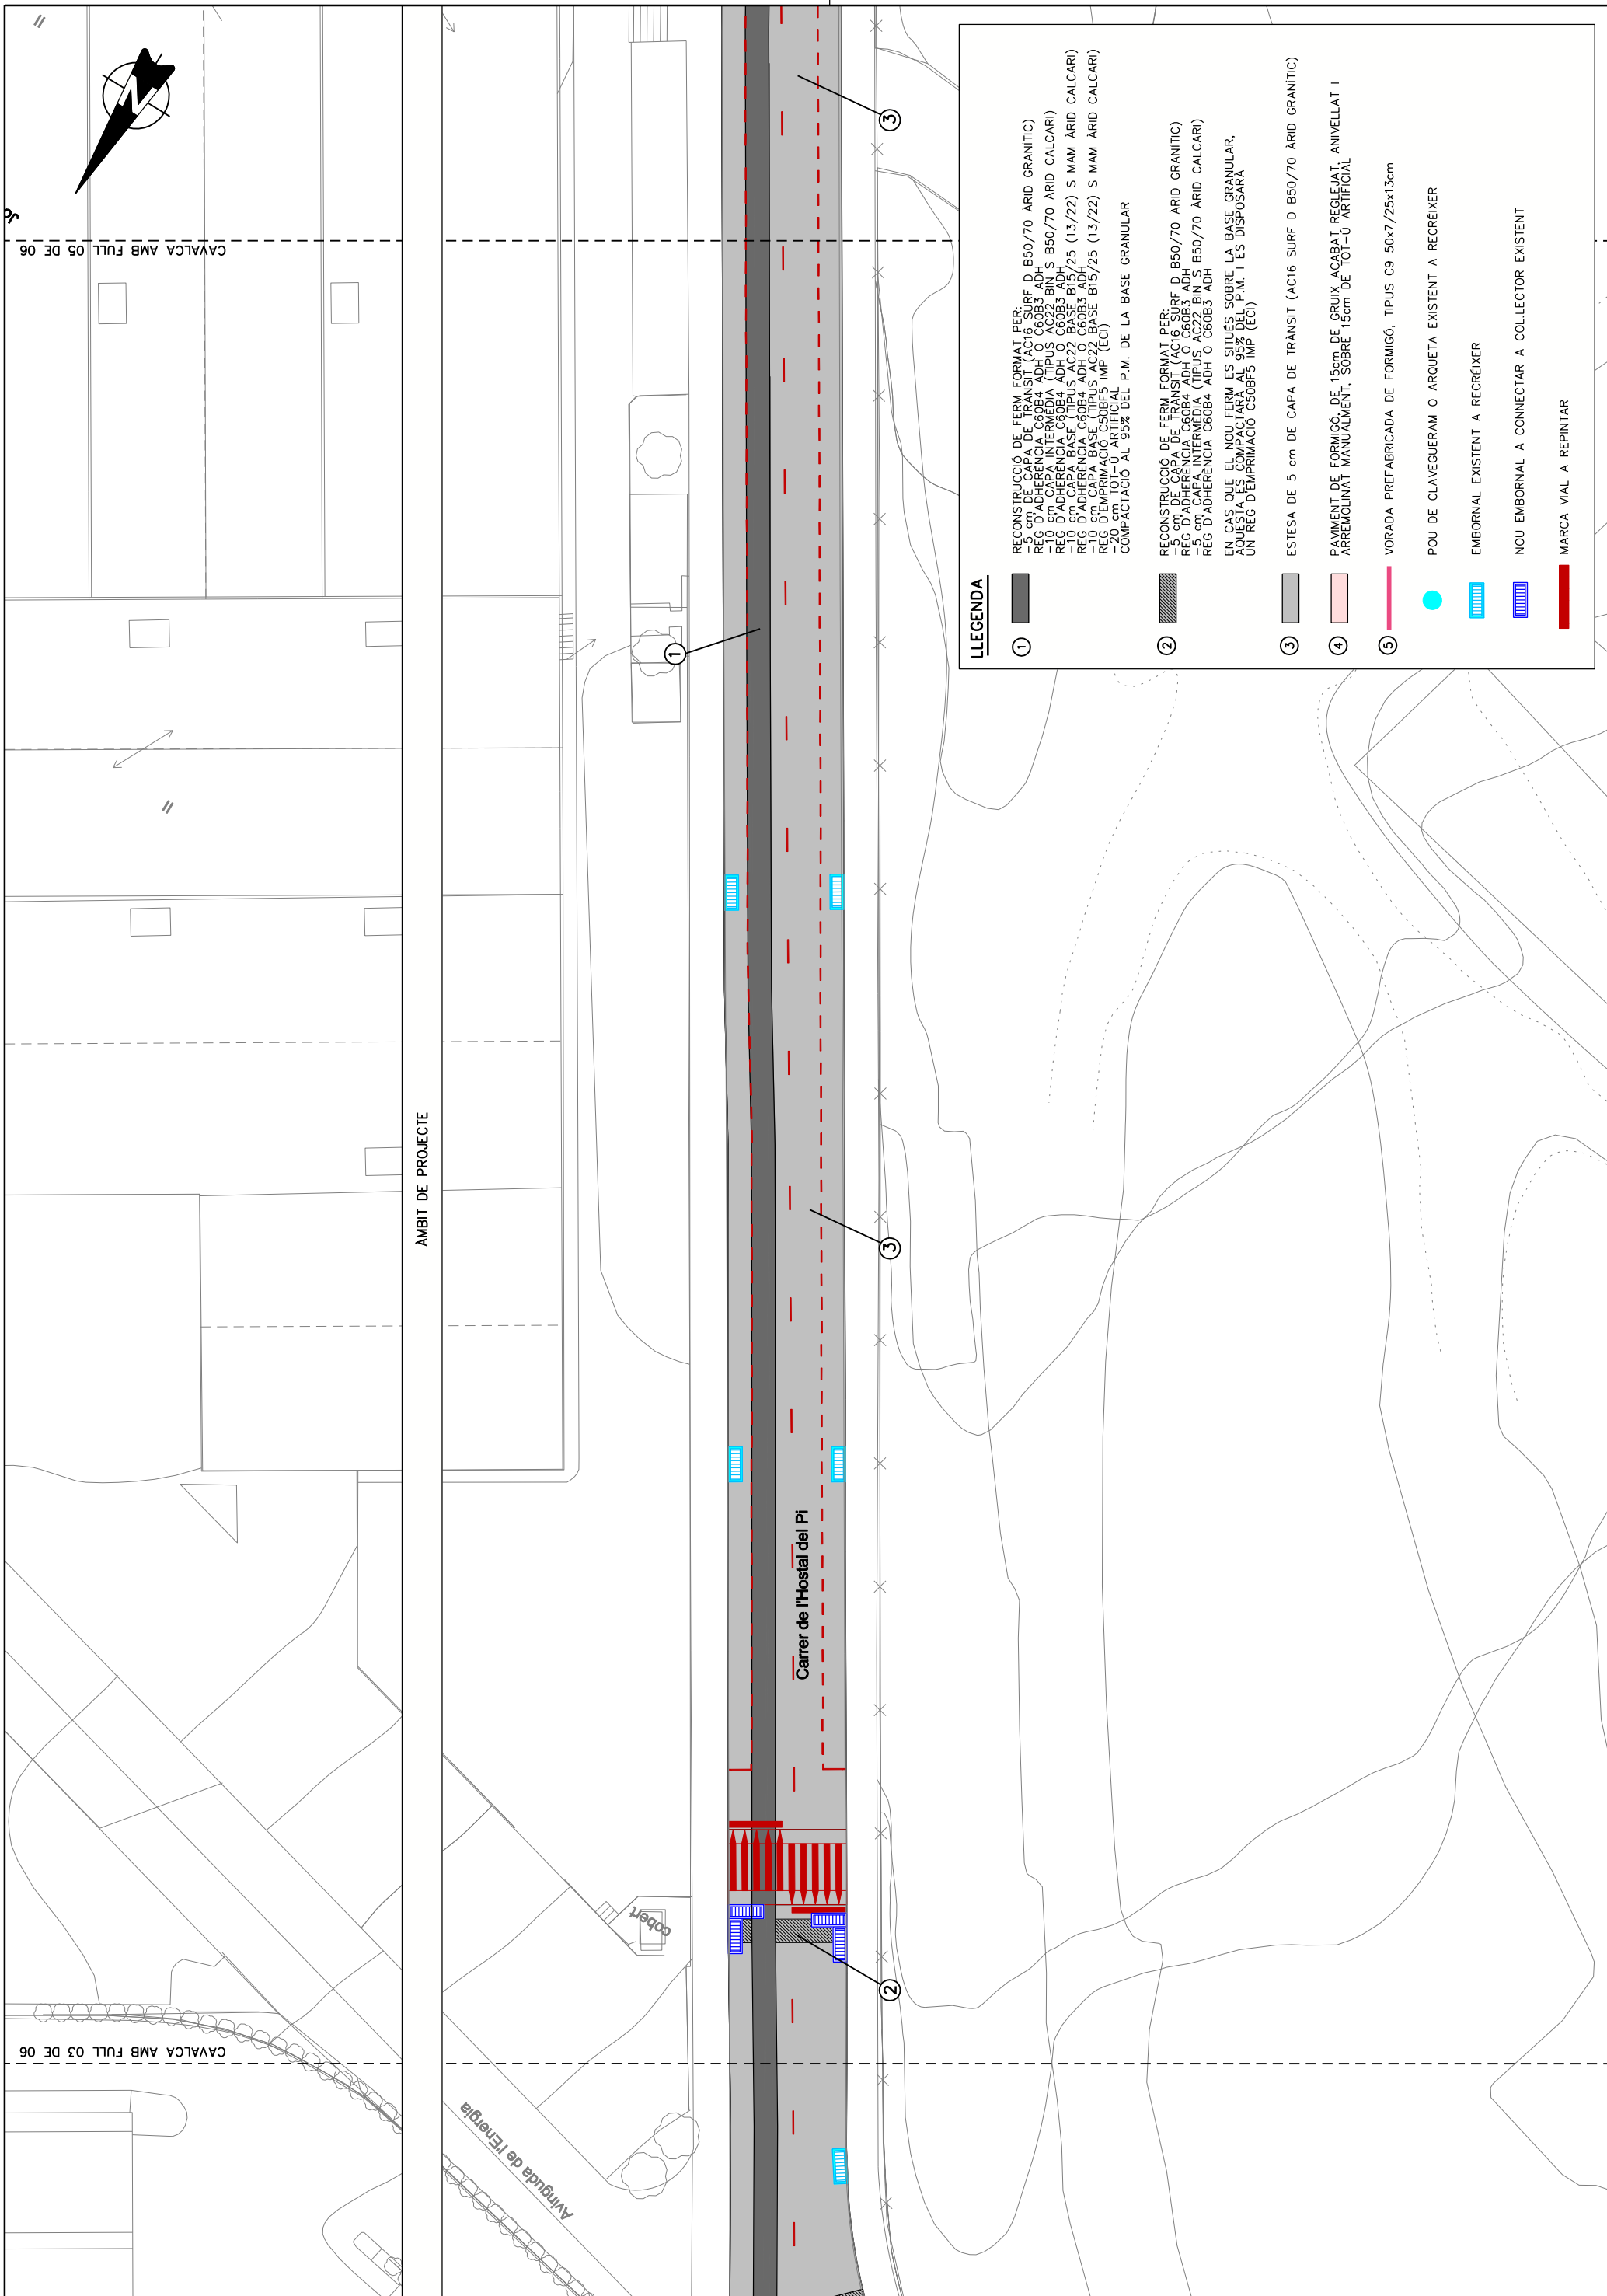 CAVALCA AMB FULL 05 DE 06
CAVALCA AMB FULL 03 DE 06
ÀMBIT DE PROJECTE
N
Carrer de l'Hostal del Pi
Avinguda de l'Energia
Cobert
1
2
3
3
LLEGENDA
1
RECONSTRUCCIÓ DE FERM FORMAT PER:
-5 cm DE CAPA DE TRÀNSIT (AC16 SURF D B50/70 ÀRID GRANÍTIC)
REG D'ADHERÈNCIA C60B4 ADH O C60B3 ADH
-10 cm CAPA INTERMÈDIA (TIPUS AC22 BIN S B50/70 ÀRID CALCARI)
REG D'ADHERÈNCIA C60B4 ADH O C60B3 ADH
-10 cm CAPA BASE (TIPUS AC22 BASE B15/25 (13/22) S MAM ÀRID CALCARI)
REG D'ADHERÈNCIA C60B4 ADH O C60B3 ADH
-10 cm CAPA BASE (TIPUS AC22 BASE B15/25 (13/22) S MAM ÀRID CALCARI)
REG D'EMPRIMACIÓ C50BF5 IMP (ECI)
-20 cm TOT-Ú ARTIFICIAL
COMPACTACIÓ AL 95% DEL P.M. DE LA BASE GRANULAR
2
RECONSTRUCCIÓ DE FERM FORMAT PER:
-5 cm DE CAPA DE TRÀNSIT (AC16 SURF D B50/70 ÀRID GRANÍTIC)
REG D'ADHERÈNCIA C60B4 ADH O C60B3 ADH
-5 cm CAPA INTERMÈDIA (TIPUS AC22 BIN S B50/70 ÀRID CALCARI)
REG D'ADHERÈNCIA C60B4 ADH O C60B3 ADH
EN CAS QUE EL NOU FERM ES SITUÉS SOBRE LA BASE GRANULAR,
AQUESTA ES COMPACTARÀ AL 95% DEL P.M. I ES DISPOSARÀ
UN REG D'EMPRIMACIÓ C50BF5 IMP (ECI)
3
ESTESA DE 5 cm DE CAPA DE TRÀNSIT (AC16 SURF D B50/70 ÀRID GRANÍTIC)
4
PAVIMENT DE FORMIGÓ, DE 15cm DE GRUIX, ACABAT REGLEJAT, ANIVELLAT I
ARREMOLINAT MANUALMENT, SOBRE 15cm DE TOT-Ú ARTIFICIAL
5
VORADA PREFABRICADA DE FORMIGÓ, TIPUS C9 50x7/25x13cm
POU DE CLAVEGUERAM O ARQUETA EXISTENT A RECRÉIXER
EMBORNAL EXISTENT A RECRÉIXER
NOU EMBORNAL A CONNECTAR A COL.LECTOR EXISTENT
MARCA VIAL A REPINTAR